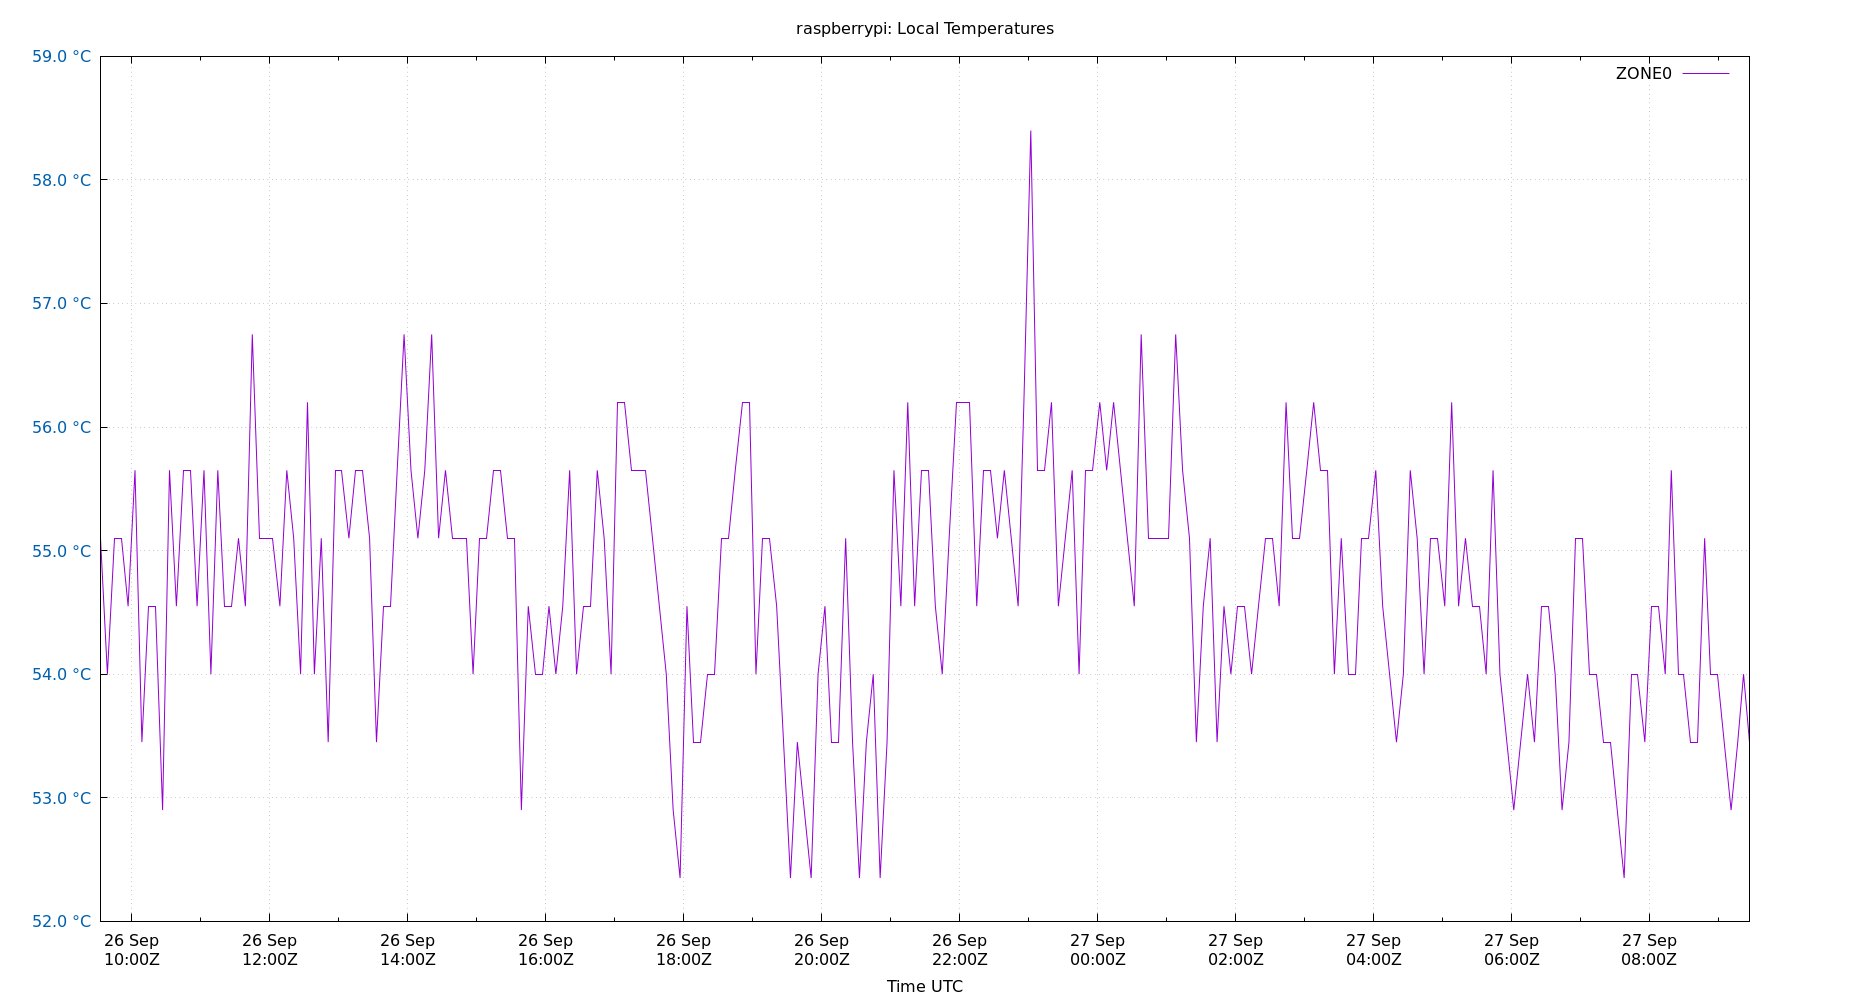 raspberrypi: Local Temperatures
59.0 °C
ZONE0
58.0 °C
57.0 °C
56.0 °C
55.0 °C
54.0 °C
53.0 °C
52.0 °C
26 Sep 26 Sep 26 Sep 26 Sep 26 Sep 26 Sep 26 Sep 27 Sep 27 Sep 27 Sep 27 Sep 27 Sep
10:00Z 12:00Z 14:00Z 16:00Z 18:00Z 20:00Z 22:00Z 00:00Z 02:00Z 04:00Z 06:00Z 08:00Z
Time UTC